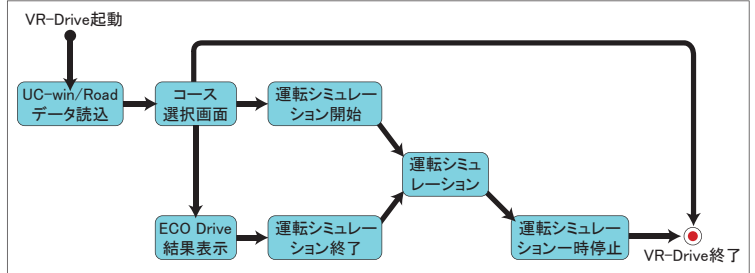 VR-Drive起動
UC-win/Road
データ読込
コース
選択画面
運転シミュレー
ション開始
運転シミュ
レーション
ECO Drive
結果表示
運転シミュレー
ション終了
運転シミュレー
ション一時停止
VR-Drive終了